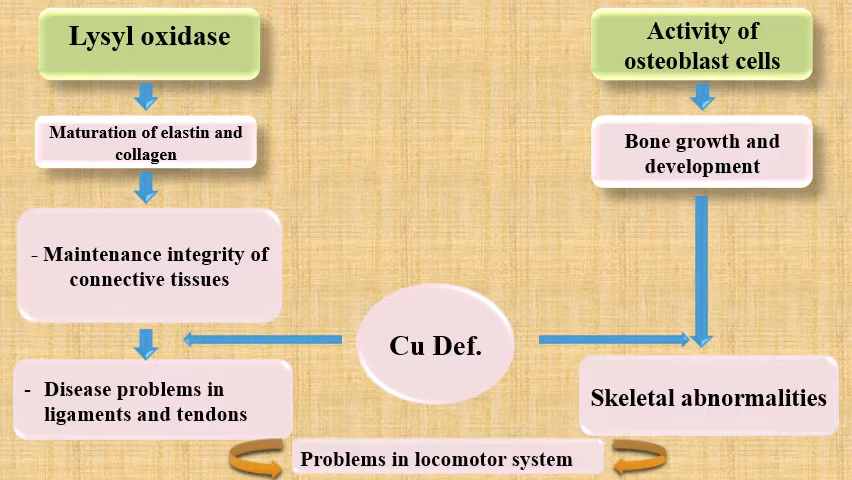 Lysyl oxidase
Maturation of elastin and
collagen
- Maintenance integrity of
connective tissues
- Disease problems in
ligaments and tendons
Cu Def.
Activity of
osteoblast cells
Bone growth and
development
Skeletal abnormalities
Problems in locomotor system